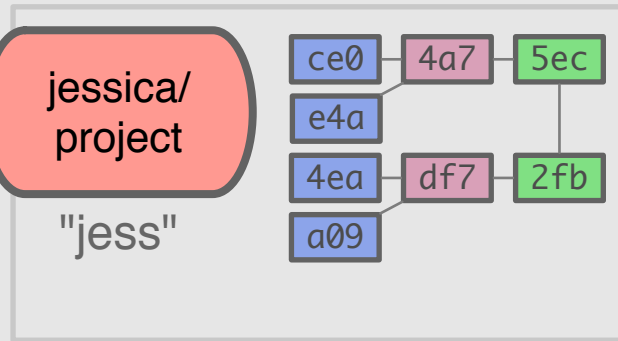 jessica/
project
"jess"
ce0 4a7 5ec
e4a
4ea df7 2fb
a09